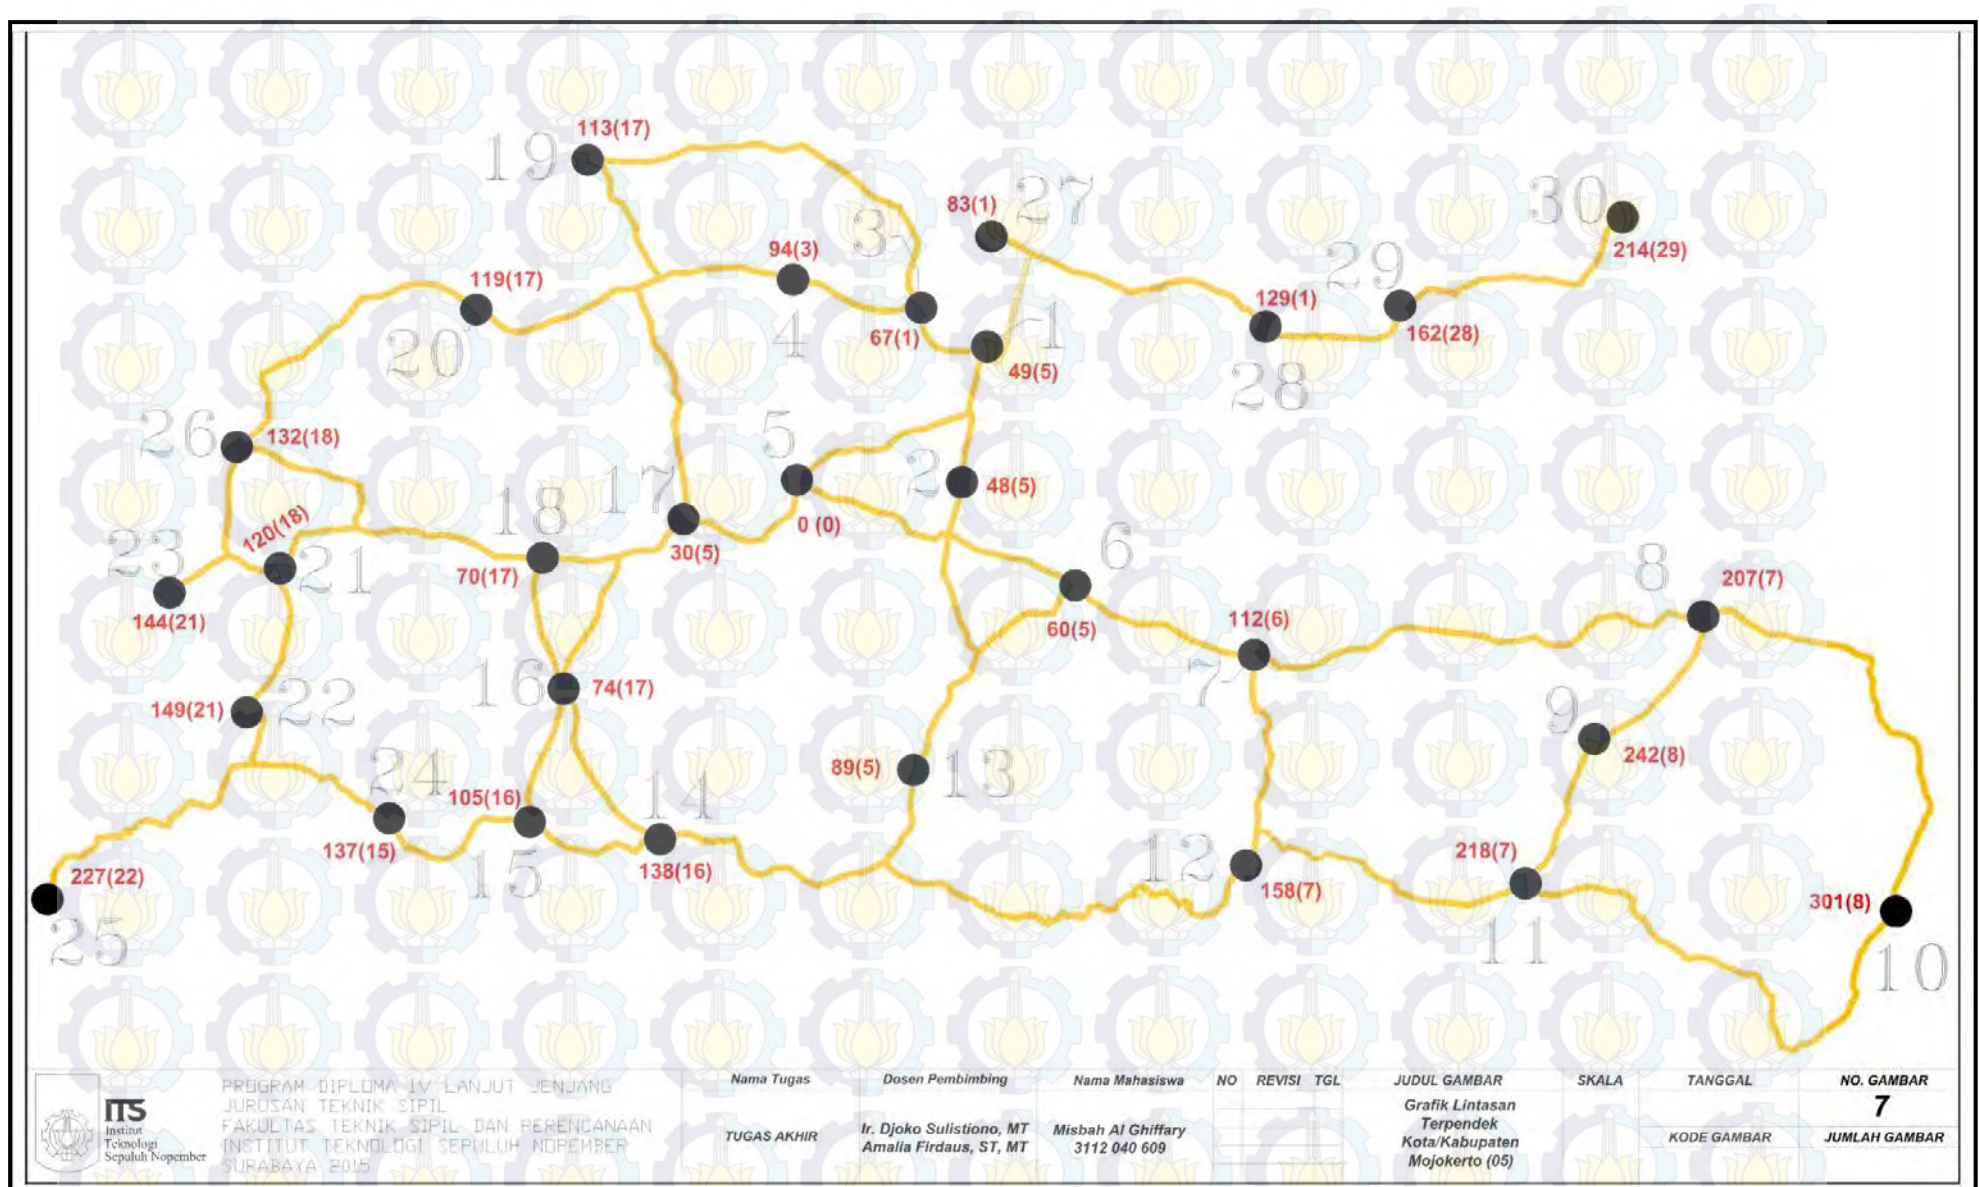 113(17)
19
83(1)
27
30
3
94(3)
214(29)
119(17)
29
129(1)
1
67(1)
162(28)
20
4
49(5)
28
26
132(18)
5
17
2
48(5)
18
0 (0)
120(18)
6
23
21
30(5)
70(17)
8
207(7)
144(21)
60(5)
112(6)
16
74(17)
7
149(21)
22
9
242(8)
24
89(5)
13
105(16)
14
137(15)
15
138(16)
12
218(7)
227(22)
158(7)
301(8)
25
11
10
ITS
Institut
Teknologi
Sepuluh Nopember
PROGRAM DIPLOMA IV LANJUT JENJANG
JURUSAN TEKNIK SIPIL
FAKULTAS TEKNIK SIPIL DAN PERENCANAAN
INSTITUT TEKNOLOGI SEPULUH NOPEMBER
SURABAYA 2015
Nama Tugas
TUGAS AKHIR
Dosen Pembimbing
Ir. Djoko Sulistiono, MT
Amalia Firdaus, ST, MT
Nama Mahasiswa
Misbah Al Ghiffary
3112 040 609
NO REVISI TGL
JUDUL GAMBAR
Grafik Lintasan
Terpendek
Kota/Kabupaten
Mojokerto (05)
SKALA
TANGGAL
KODE GAMBAR
NO. GAMBAR
7
JUMLAH GAMBAR